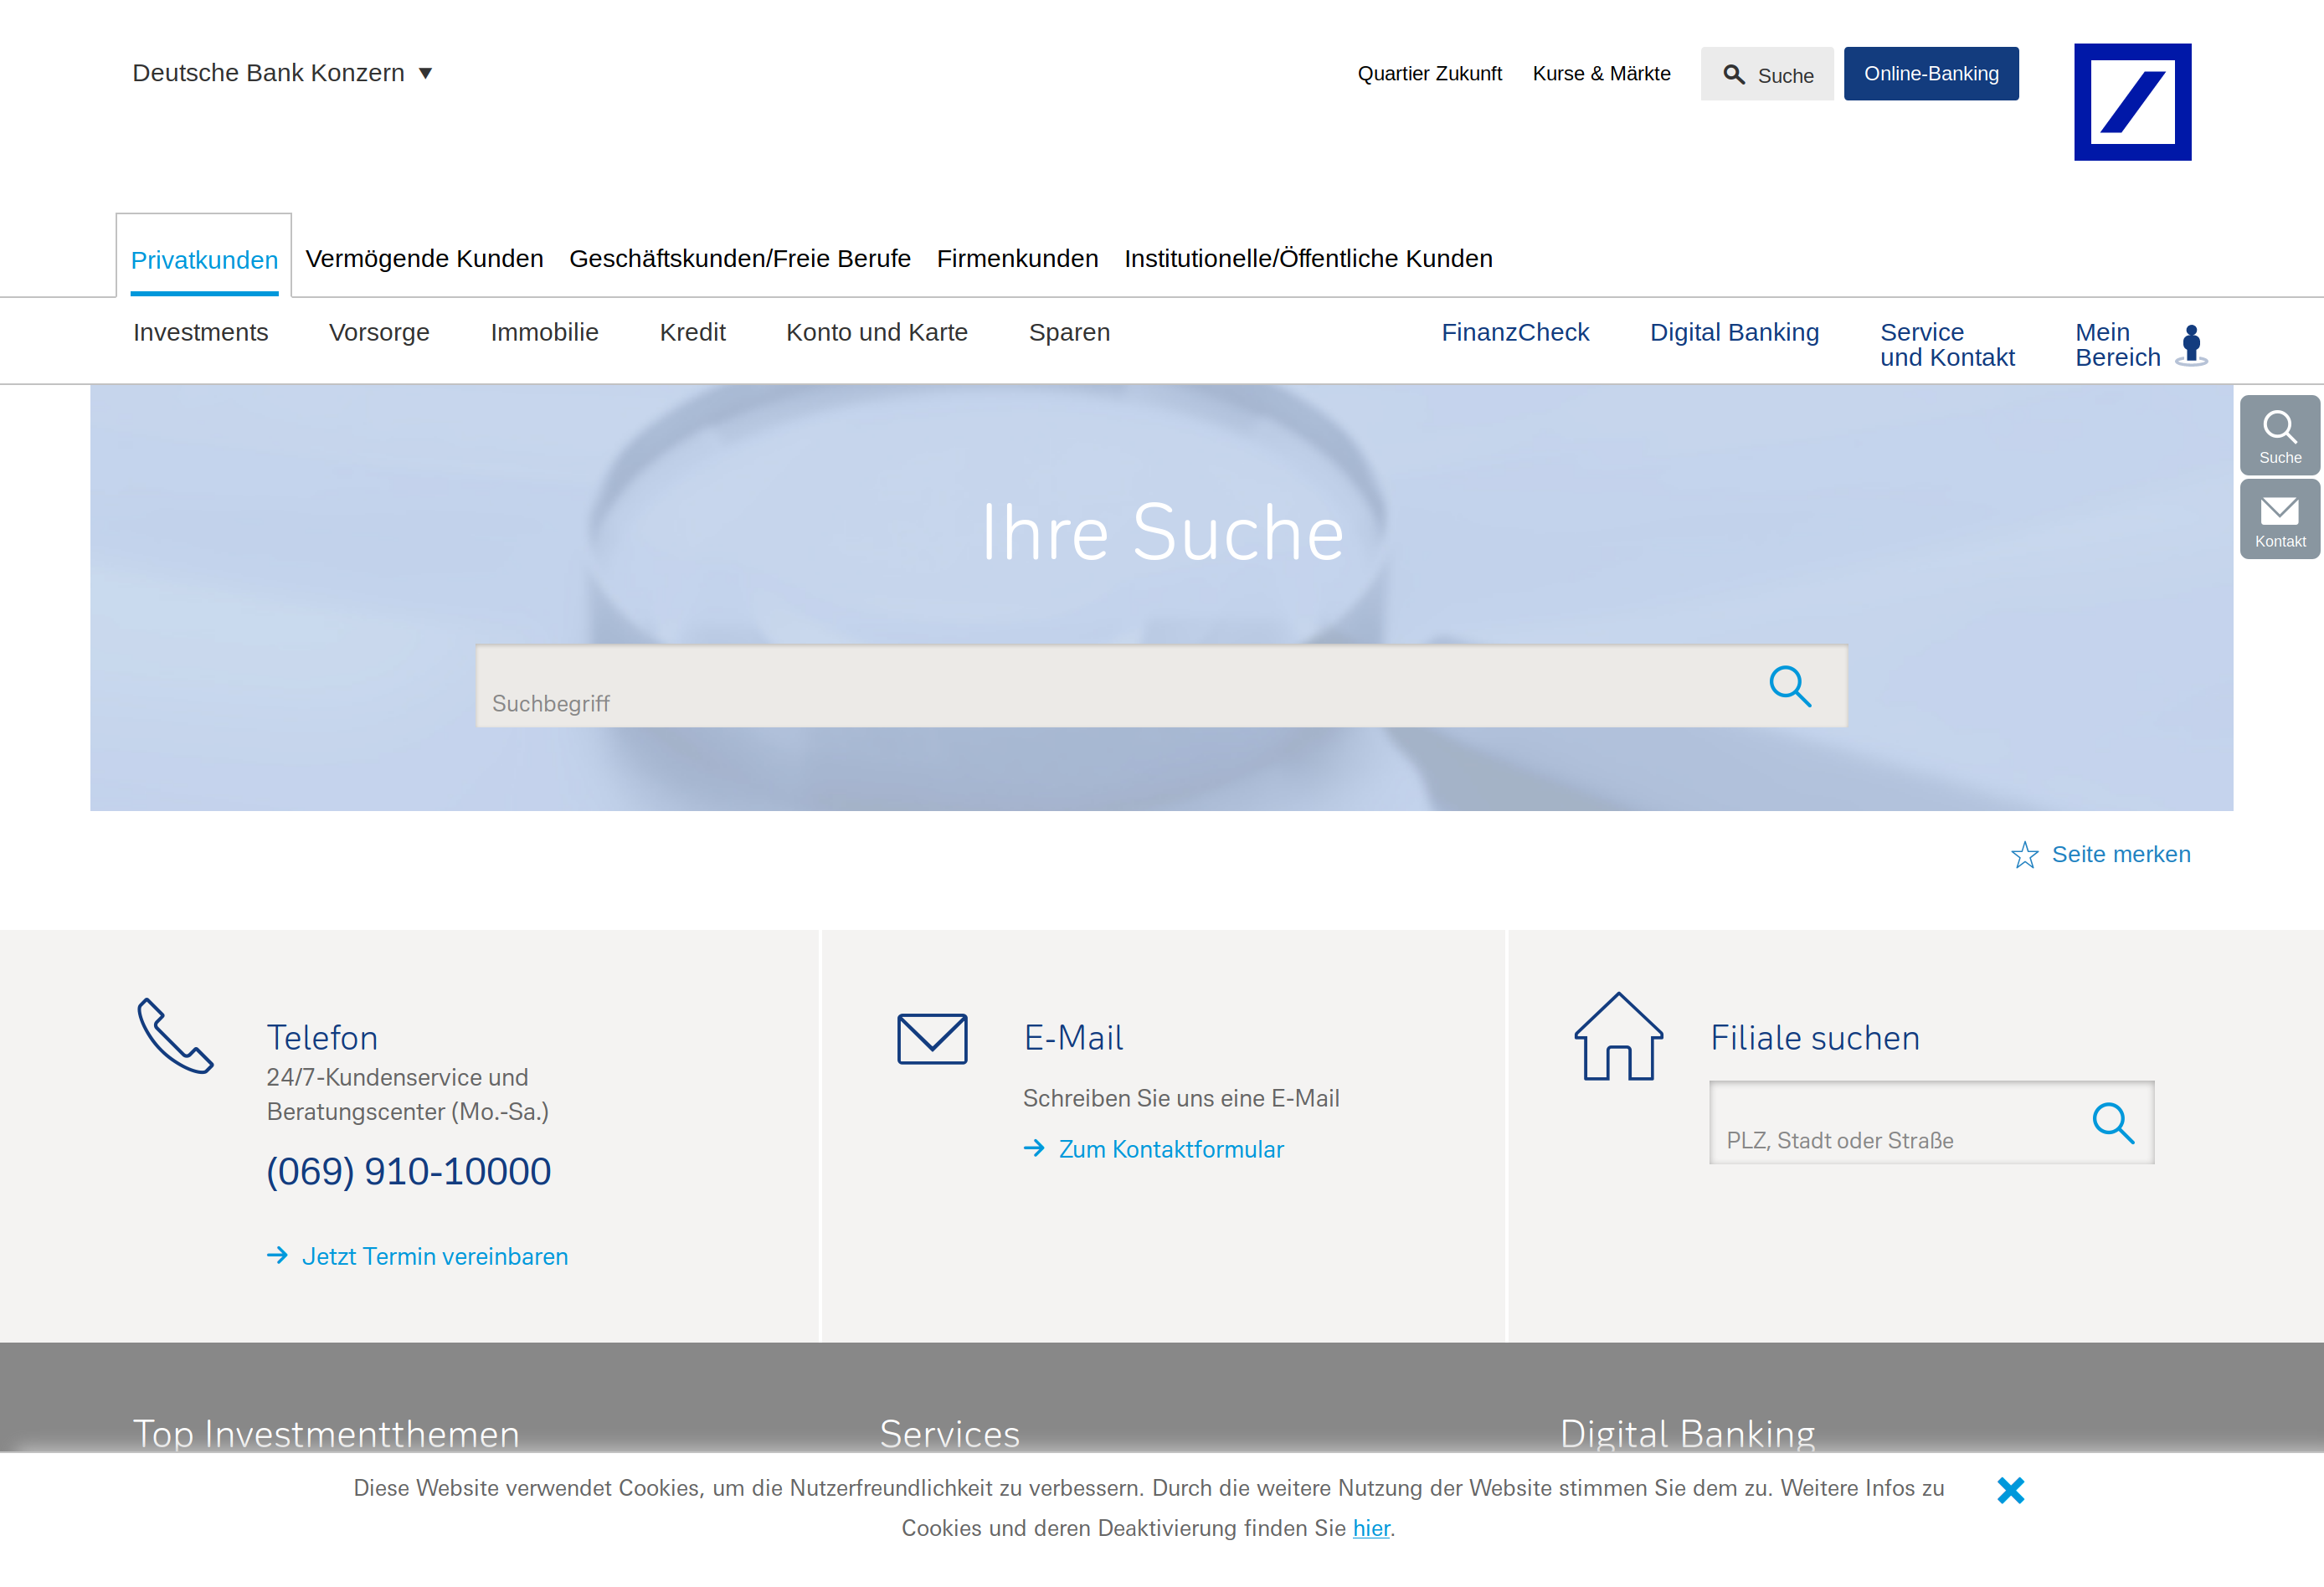 Deutsche Bank Konzern
Quartier Zukunft
Kurse & Märkte
Suche
Online-Banking
Privatkunden
Vermögende Kunden
Geschäftskunden/Freie Berufe
Firmenkunden
Institutionelle/Öffentliche Kunden
Investments
Vorsorge
Immobilie
Kredit
Konto und Karte
Sparen
FinanzCheck
Digital Banking
Service
und Kontakt
Mein
Bereich
Suche
Kontakt
Ihre Suche
Suchbegriff
Seite merken
Telefon
24/7-Kundenservice und
Beratungscenter (Mo.-Sa.)
(069) 910-10000
Jetzt Termin vereinbaren
E-Mail
Schreiben Sie uns eine E-Mail
Zum Kontaktformular
Filiale suchen
PLZ, Stadt oder Straße
Top Investmentthemen
Services
Digital Banking
Diese Website verwendet Cookies, um die Nutzerfreundlichkeit zu verbessern. Durch die weitere Nutzung der Website stimmen Sie dem zu. Weitere Infos zu
Cookies und deren Deaktivierung finden Sie hier.